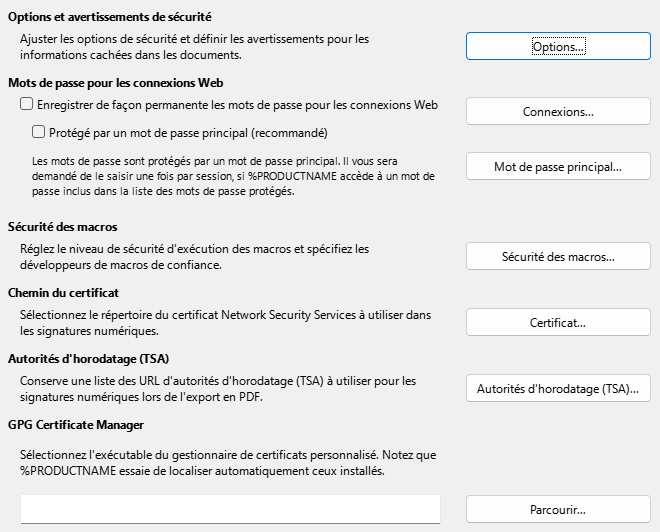 Options et avertissements de sécurité
Ajuster les options de sécurité et définir les avertissements pour les
informations cachées dans les documents.
Options...
Mots de passe pour les connexions Web
Enregistrer de façon permanente les mots de passe pour les connexions Web
Connexions...
Protégé par un mot de passe principal (recommandé)
Les mots de passe sont protégés par un mot de passe principal. Il vous sera
demandé de le saisir une fois par session, si %PRODUCTNAME accède à un mot de
passe inclus dans la liste des mots de passe protégés.
Mot de passe principal...
Sécurité des macros
Réglez le niveau de sécurité d'exécution des macros et spécifiez les
développeurs de macros de confiance.
Sécurité des macros...
Chemin du certificat
Sélectionnez le répertoire du certificat Network Security Services à utiliser dans
les signatures numériques.
Certificat...
Autorités d'horodatage (TSA)
Conserve une liste des URL d'autorités d'horodatage (TSA) à utiliser pour les
signatures numériques lors de l'export en PDF.
Autorités d'horodatage (TSA)...
GPG Certificate Manager
Sélectionnez l'exécutable du gestionnaire de certificats personnalisé. Notez que
%PRODUCTNAME essaie de localiser automatiquement ceux installés.
Parcourir...